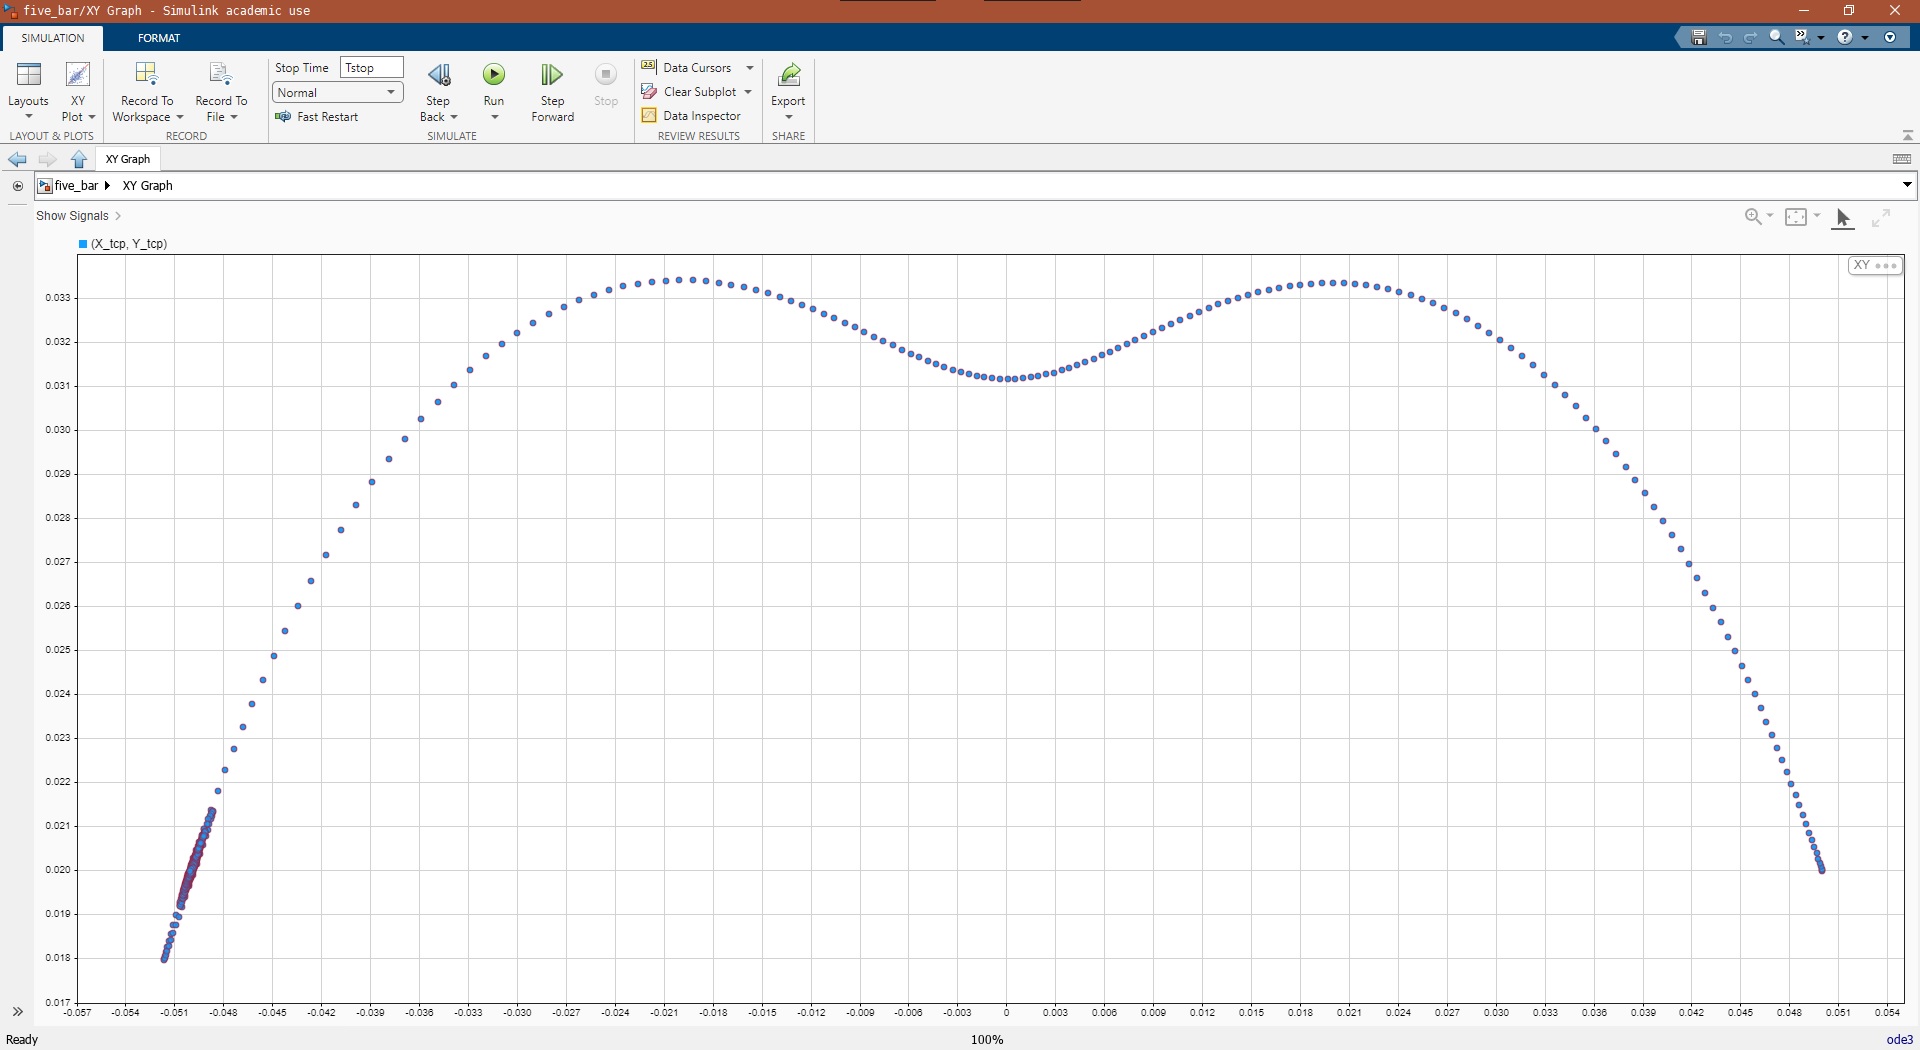 five_bar/XY Graph - Simulink academic use
SIMULATION FORMAT
Layouts
XY Plot
LAYOUT & PLOTS
Record To Workspace
Record To File
RECORD
Stop Time Tstop
Normal
Fast Restart
Step Back
Run
Step Forward
Stop
SIMULATE
Data Cursors
Clear Subplot
Data Inspector
REVIEW RESULTS
Export
SHARE
XY Graph
five_bar XY Graph
Show Signals
(X_tcp, Y_tcp)
XY
0.033
0.032
0.031
0.030
0.029
0.028
0.027
0.026
0.025
0.024
0.023
0.022
0.021
0.020
0.019
0.018
0.017
-0.057 -0.054 -0.051 -0.048 -0.045 -0.042 -0.039 -0.036 -0.033 -0.030 -0.027 -0.024 -0.021 -0.018 -0.015 -0.012 -0.009 -0.006 -0.003 0 0.003 0.006 0.009 0.012 0.015 0.018 0.021 0.024 0.027 0.030 0.033 0.036 0.039 0.042 0.045 0.048 0.051 0.054
Ready 100% ode3